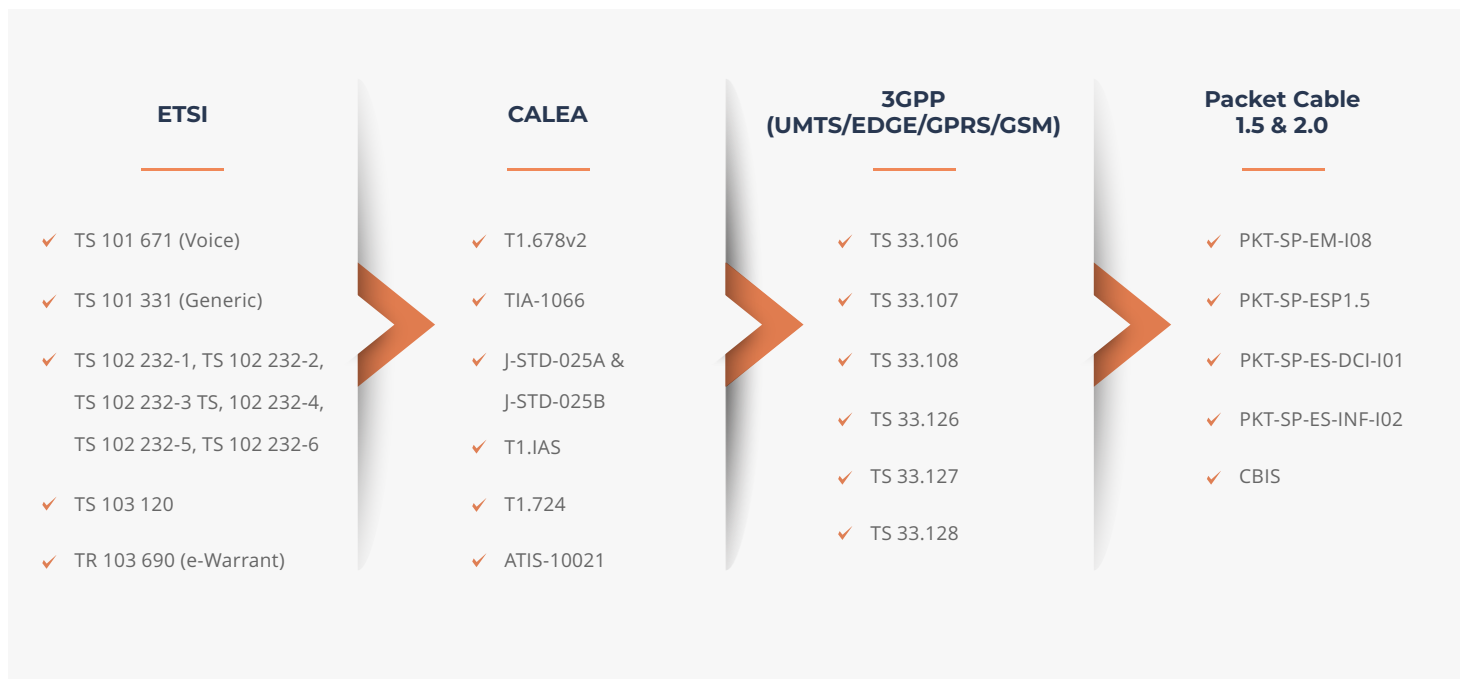 ETSI
TS 101 671 (Voice)
TS 101 331 (Generic)
TS 102 232-1, TS 102 232-2,
TS 102 232-3 TS, 102 232-4,
TS 102 232-5, TS 102 232-6
TS 103 120
TR 103 690 (e-Warrant)
CALEA
T1.678v2
TIA-1066
J-STD-025A &
J-STD-025B
T1.IAS
T1.724
ATIS-10021
3GPP
(UMTS/EDGE/GPRS/GSM)
TS 33.106
TS 33.107
TS 33.108
TS 33.126
TS 33.127
TS 33.128
Packet Cable
1.5 & 2.0
PKT-SP-EM-I08
PKT-SP-ESP1.5
PKT-SP-ES-DCI-I01
PKT-SP-ES-INF-I02
CBIS